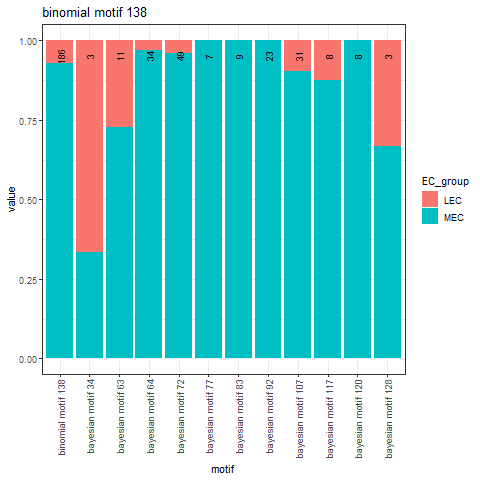 binomial motif 138
1.00
0.75
0.50
0.25
0.00
value
186
3
11
34
49
7
9
23
31
8
8
3
binomial motif 138
bayesian motif 34
bayesian motif 63
bayesian motif 64
bayesian motif 72
bayesian motif 77
bayesian motif 83
bayesian motif 92
bayesian motif 107
bayesian motif 117
bayesian motif 120
bayesian motif 128
motif
EC_group
LEC
MEC